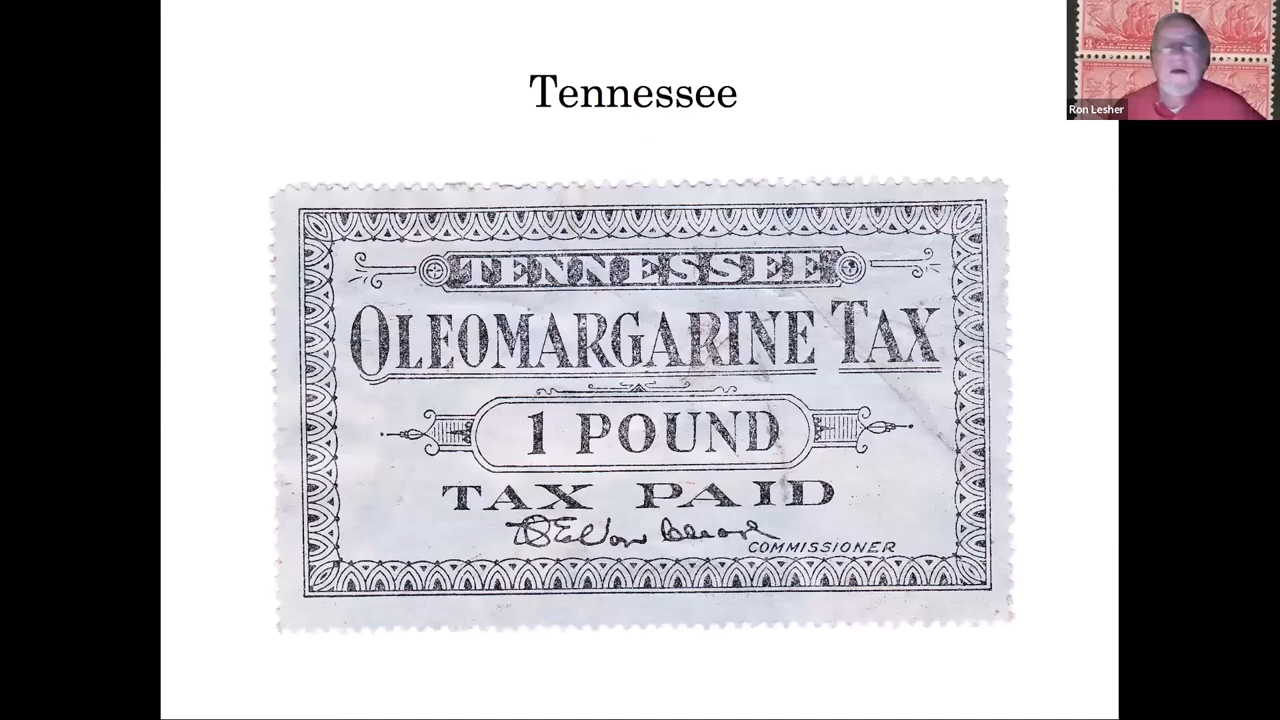 Tennessee
Ron Lesher
TENNESSEE
OLEOMARGARINE TAX
1 POUND
TAX PAID
COMMISSIONER